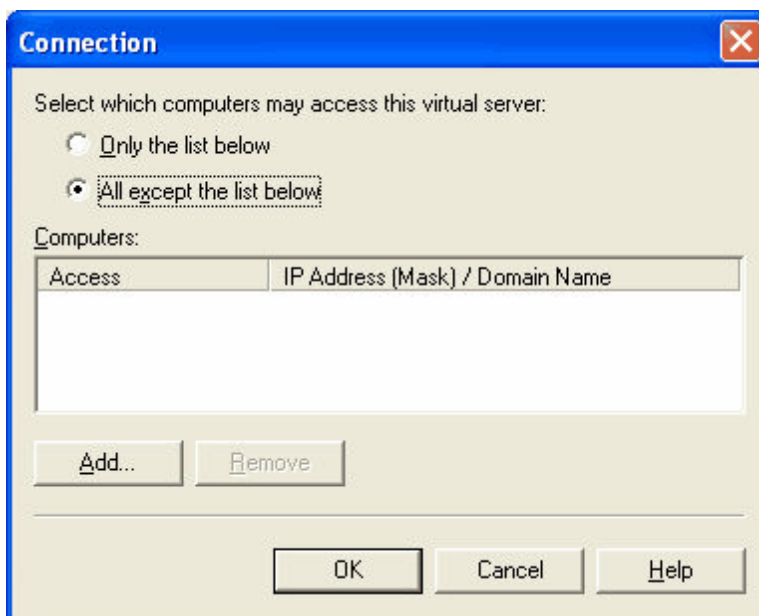 Connection
Select which computers may access this virtual server:
Only the list below
All except the list below
Computers:
Access IP Address (Mask) / Domain Name
Add... Remove
OK Cancel Help